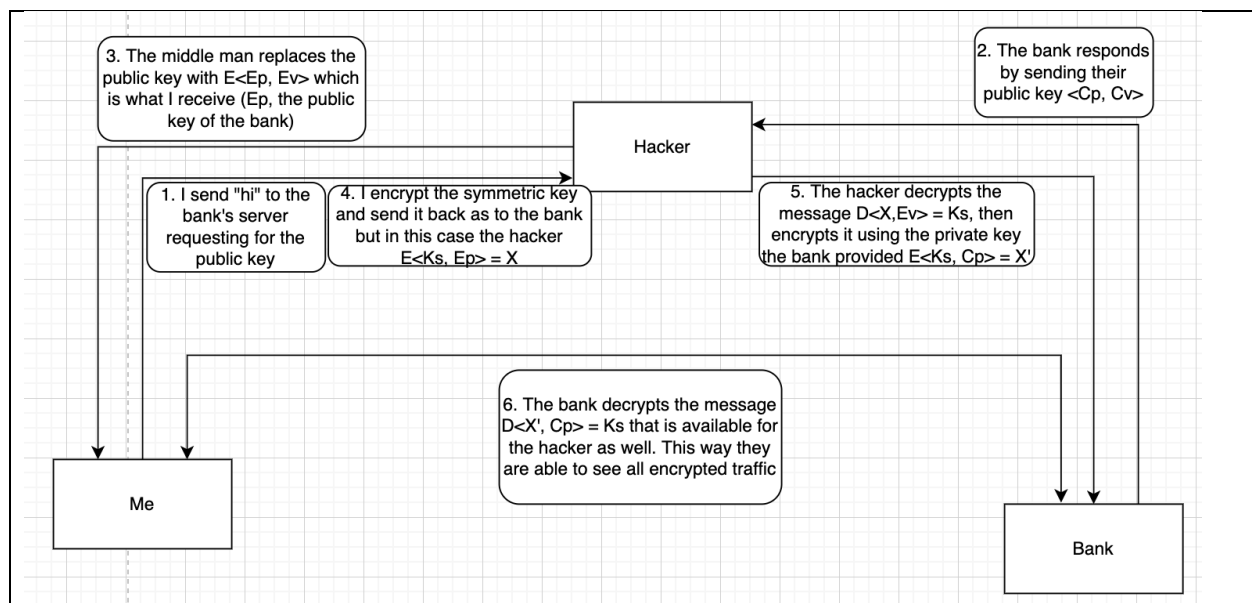 3. The middle man replaces the
public key with E<Ep, Ev> which
is what I receive (Ep, the public
key of the bank)
2. The bank responds
by sending their
public key <Cp, Cv>
Hacker
1. I send "hi" to the
bank's server
requesting for the
public key
4. I encrypt the symmetric key
and send it back as to the bank
but in this case the hacker
E<Ks, Ep> = X
5. The hacker decrypts the
message D<X,Ev> = Ks, then
encrypts it using the private key
the bank provided E<Ks, Cp> = X'
6. The bank decrypts the message
D<X', Cp> = Ks that is available for
the hacker as well. This way they
are able to see all encrypted traffic
Me
Bank